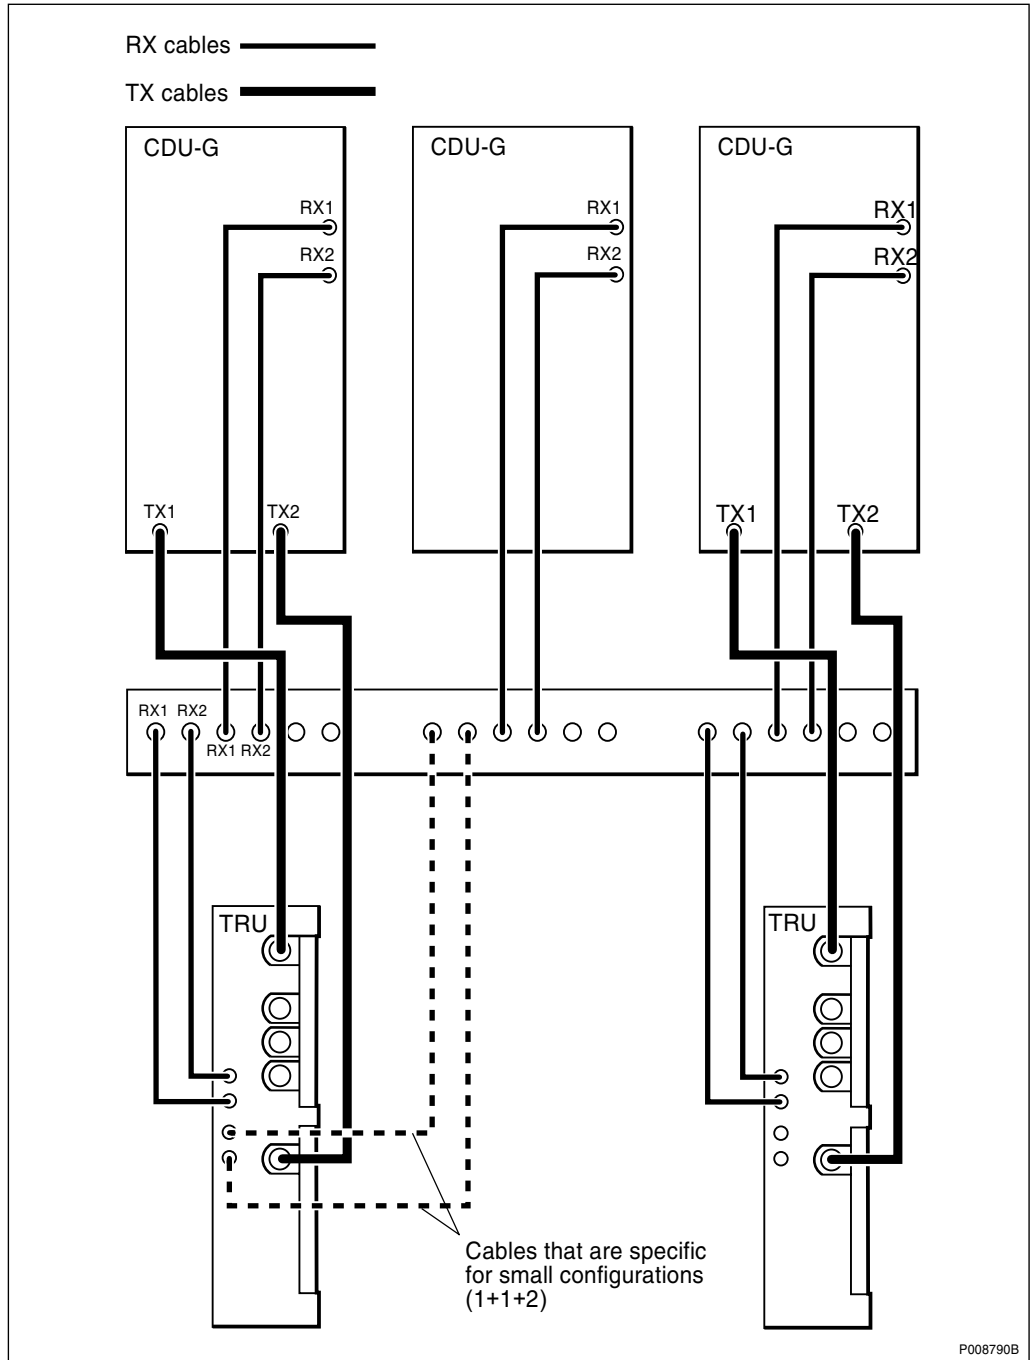 RX cables
TX cables
CDU-G
CDU-G
CDU-G
RX1
RX1
RX1
RX2
RX2
RX2
TX1
TX2
TX1
TX2
RX1
RX2
RX1
RX2
TRU
TRU
Cables that are specific
for small configurations
(1+1+2)
P008790B